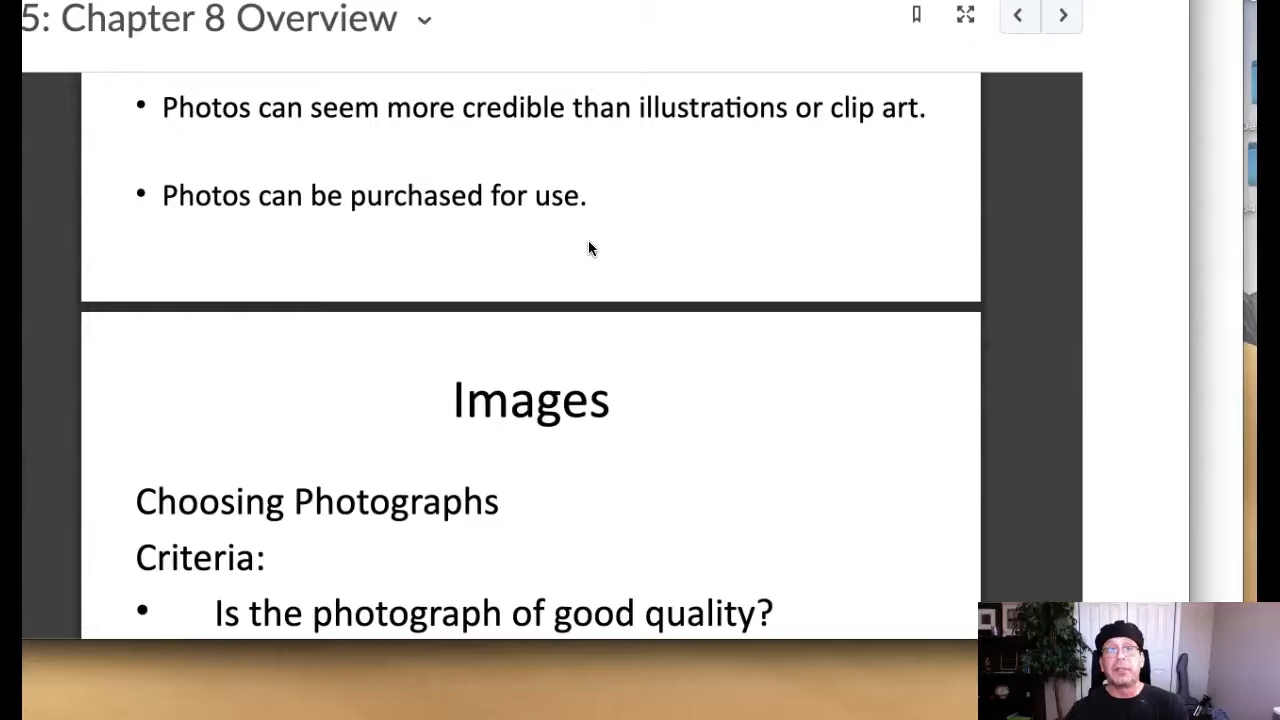 5: Chapter 8 Overview
• Photos can seem more credible than illustrations or clip art.
• Photos can be purchased for use.
Images
Choosing Photographs
Criteria:
• Is the photograph of good quality?